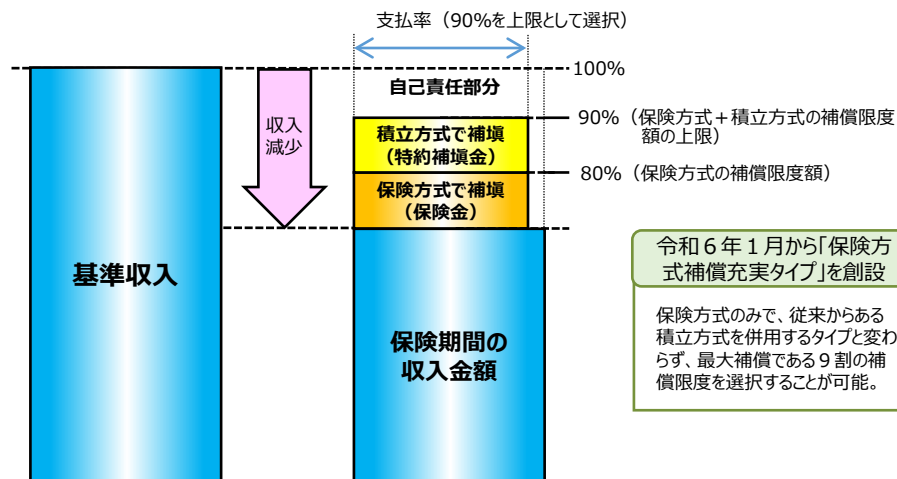 支払率（90%を上限として選択）
100%
自己責任部分
収入
減少
90%（保険方式＋積立方式の補償限度
額の上限）
積立方式で補塡
（特約補塡金）
80%（保険方式の補償限度額）
保険方式で補塡
（保険金）
基準収入
保険期間の
収入金額
令和６年１月から「保険方
式補償充実タイプ」を創設
保険方式のみで、従来からある
積立方式を併用するタイプと変わ
らず、最大補償である９割の補
償限度を選択することが可能。